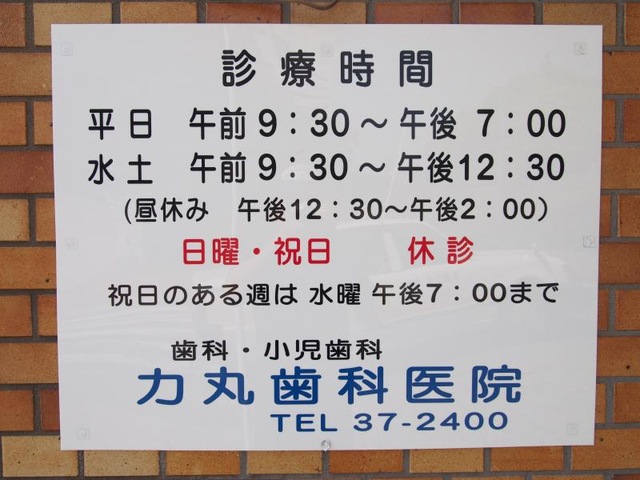 診療時間
平日 午前9：30～午後 7：00
水土 午前9：30～午後12：30
(昼休み 午後12：30～午後2：00)
日曜・祝日 休診
祝日のある週は 水曜 午後7：00まで
歯科・小児歯科
力丸歯科医院
TEL 37-2400